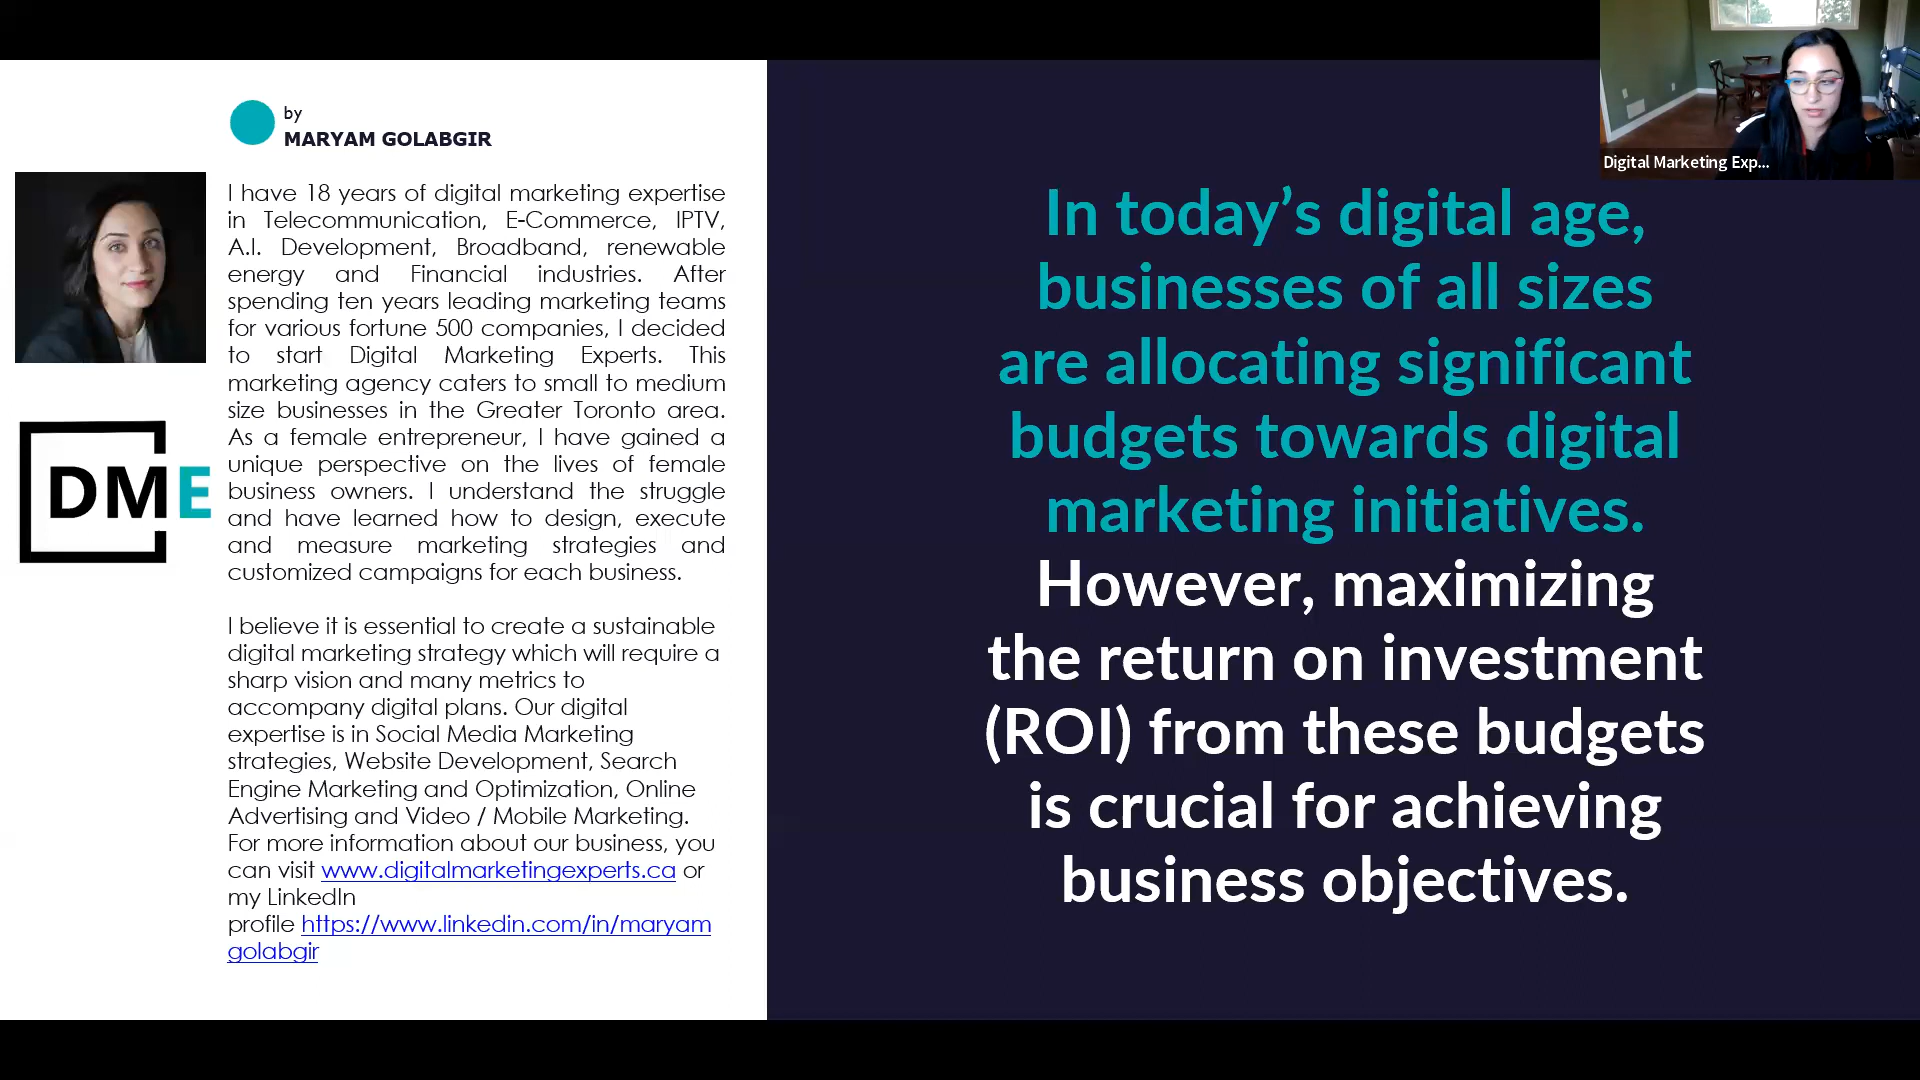 by
MARYAM GOLABGIR
I have 18 years of digital marketing expertise
in Telecommunication, E-Commerce, IPTV,
A.I. Development, Broadband, renewable
energy and Financial industries. After
spending ten years leading marketing teams
for various fortune 500 companies, I decided
to start Digital Marketing Experts. This
marketing agency caters to small to medium
size businesses in the Greater Toronto area.
As a female entrepreneur, I have gained a
unique perspective on the lives of female
business owners. I understand the struggle
and have learned how to design, execute
and measure marketing strategies and
customized campaigns for each business.
I believe it is essential to create a sustainable
digital marketing strategy which will require a
sharp vision and many metrics to
accompany digital plans. Our digital
expertise is in Social Media Marketing
strategies, Website Development, Search
Engine Marketing and Optimization, Online
Advertising and Video / Mobile Marketing.
For more information about our business, you
can visit www.digitalmarketingexperts.ca or
my LinkedIn
profile https://www.linkedin.com/in/maryam
golabgir
DME
In today’s digital age,
businesses of all sizes
are allocating significant
budgets towards digital
marketing initiatives.
However, maximizing
the return on investment
(ROI) from these budgets
is crucial for achieving
business objectives.
Digital Marketing Exp...